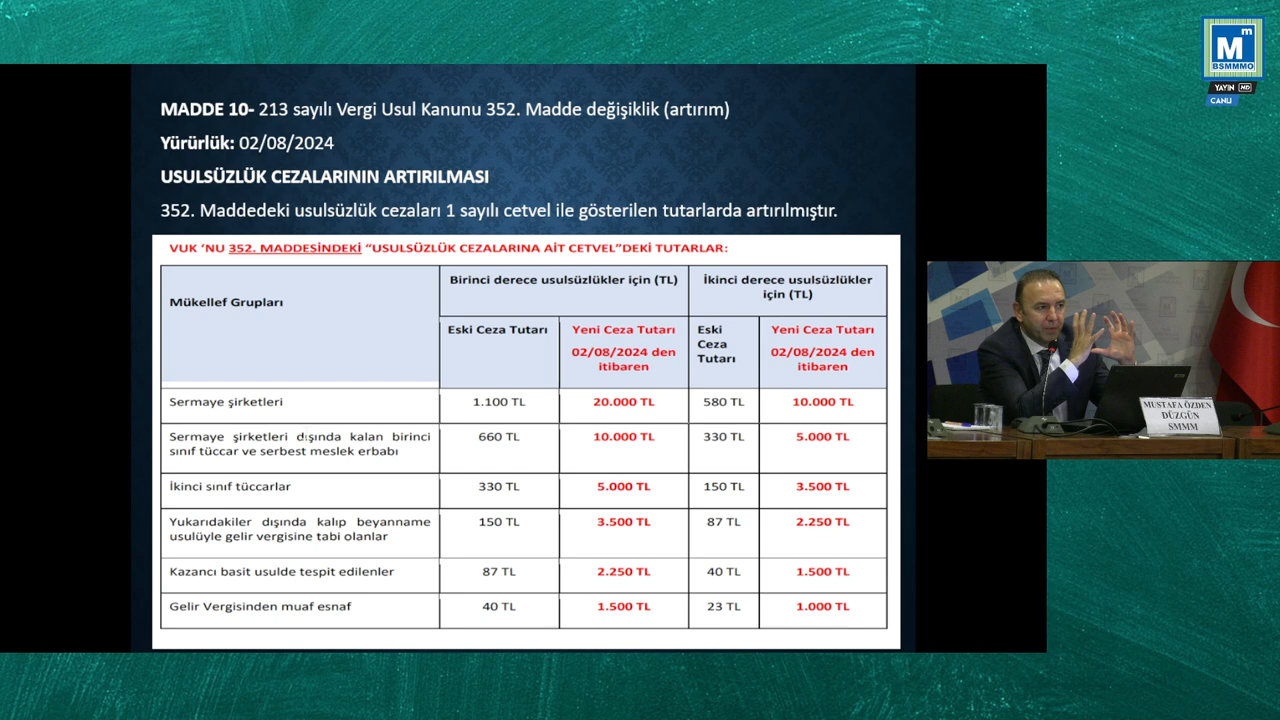 m
M
BSMMMO
YAYIN HD
CANLI
MADDE 10- 213 sayılı Vergi Usul Kanunu 352. Madde değişiklik (artırım)
Yürürlük: 02/08/2024
USULSÜZLÜK CEZALARININ ARTIRILMASI
352. Maddedeki usulsüzlük cezaları 1 sayılı cetvel ile gösterilen tutarlarda artırılmıştır.
VUK ‘NU 352. MADDESİNDEKİ “USULSÜZLÜK CEZALARINA AİT CETVEL”DEKİ TUTARLAR:
Mükellef Grupları
Birinci derece usulsüzlükler için (TL)
İkinci derece usulsüzlükler
için (TL)
Eski Ceza Tutarı
Yeni Ceza Tutarı
02/08/2024 den
itibaren
Eski
Ceza
Tutarı
Yeni Ceza Tutarı
02/08/2024 den
itibaren
Sermaye şirketleri 1.100 TL 20.000 TL 580 TL 10.000 TL
Sermaye şirketleri dışında kalan birinci
sınıf tüccar ve serbest meslek erbabı
660 TL 10.000 TL 330 TL 5.000 TL
İkinci sınıf tüccarlar 330 TL 5.000 TL 150 TL 3.500 TL
Yukarıdakiler dışında kalıp beyanname
usulüyle gelir vergisine tabi olanlar
150 TL 3.500 TL 87 TL 2.250 TL
Kazancı basit usulde tespit edilenler 87 TL 2.250 TL 40 TL 1.500 TL
Gelir Vergisinden muaf esnaf 40 TL 1.500 TL 23 TL 1.000 TL
MUSTAFA ÖZDEN
DÜZGÜN
SMMM